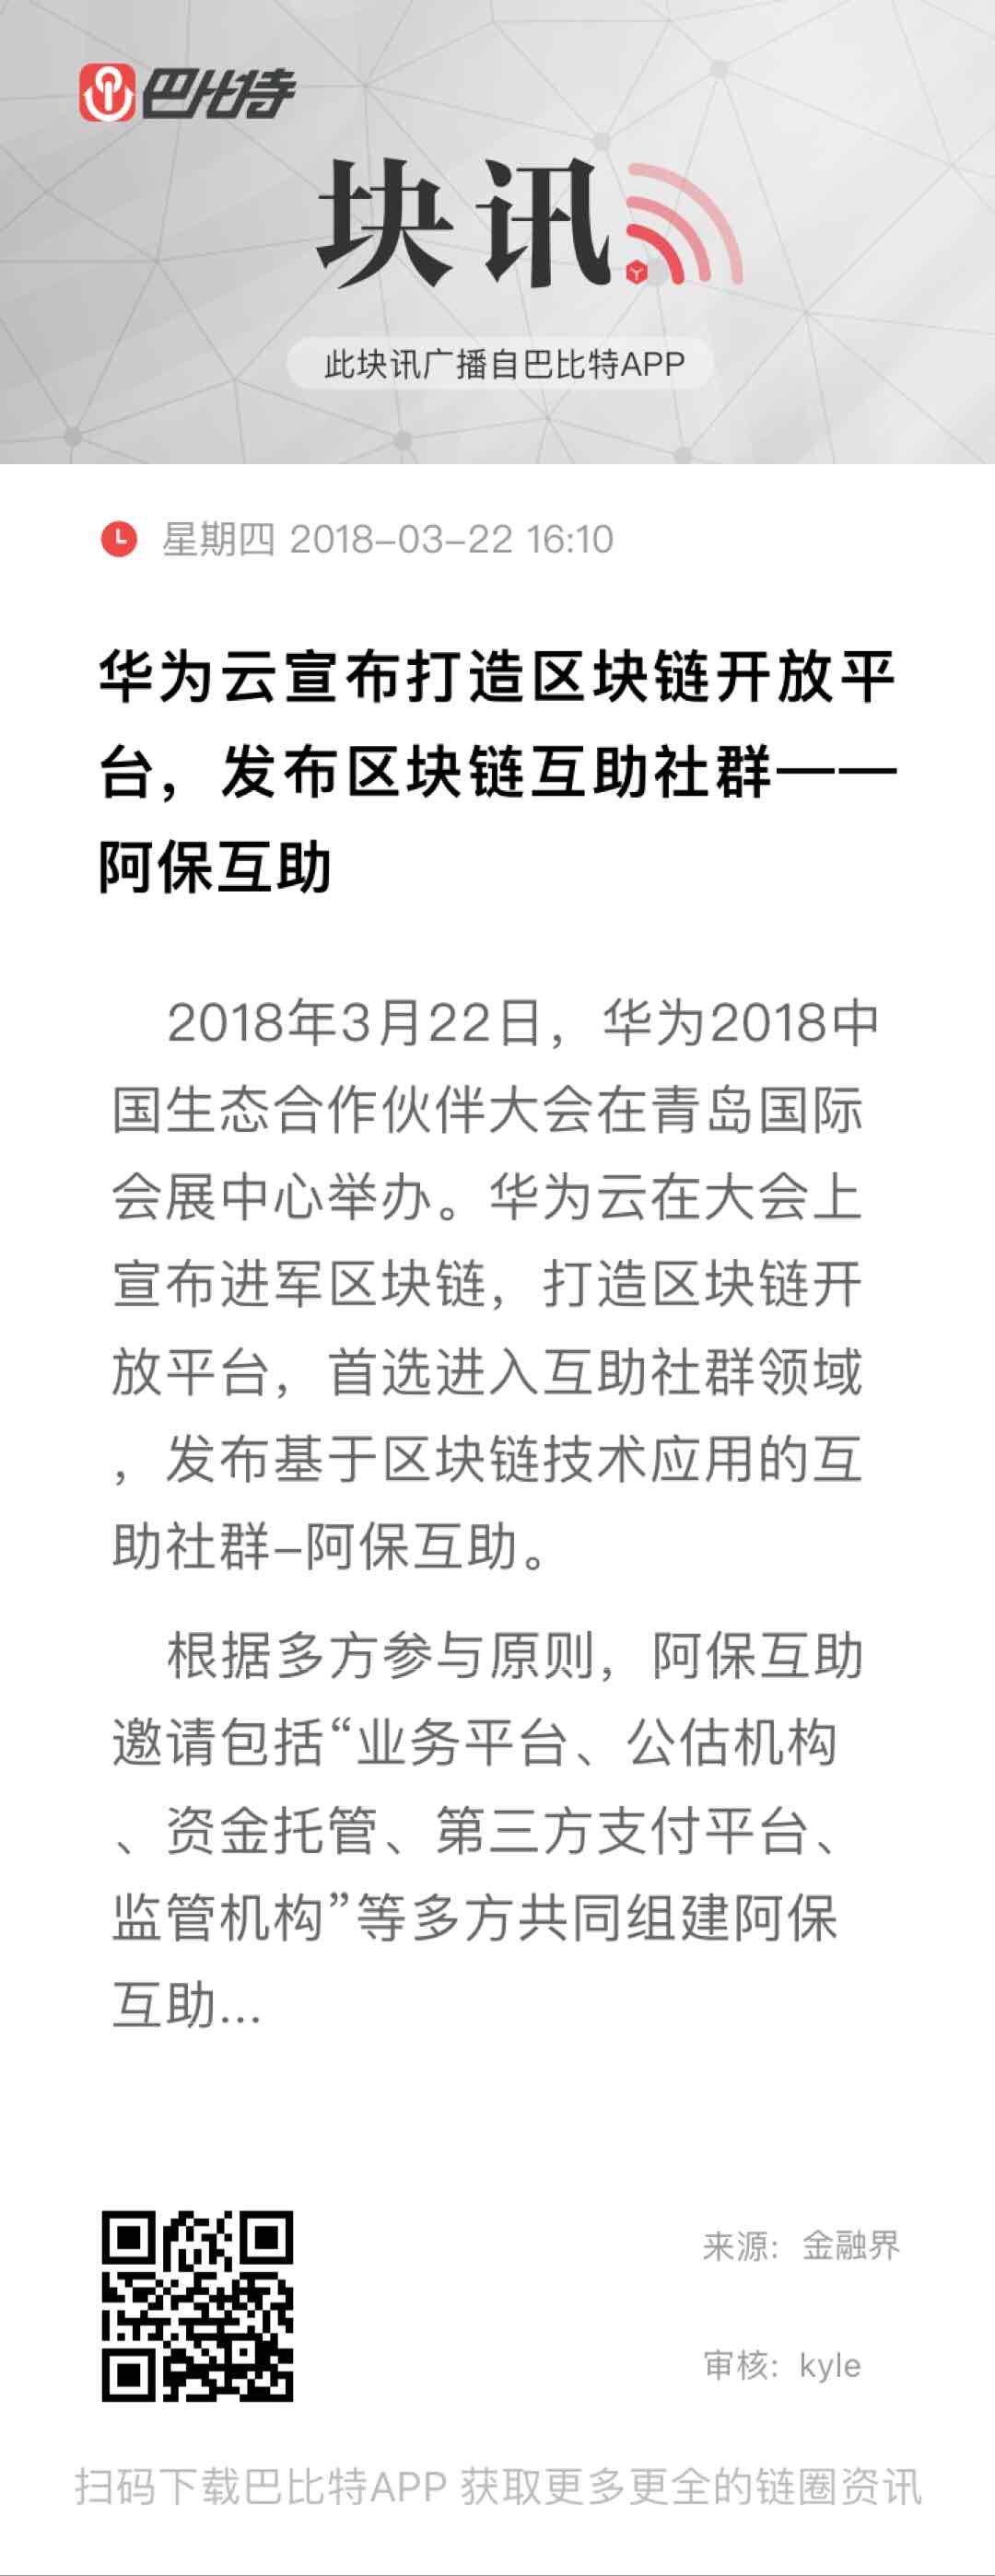 巴比特
块讯
此块讯广播自巴比特APP
星期四 2018-03-22 16:10
华为云宣布打造区块链开放平
台，发布区块链互助社群——
阿保互助
2018年3月22日，华为2018中
国生态合作伙伴大会在青岛国际
会展中心举办。华为云在大会上
宣布进军区块链，打造区块链开
放平台，首选进入互助社群领域
，发布基于区块链技术应用的互
助社群-阿保互助。
根据多方参与原则，阿保互助
邀请包括“业务平台、公估机构
、资金托管、第三方支付平台、
监管机构”等多方共同组建阿保
互助...
来源：金融界
审核：kyle
扫码下载巴比特APP 获取更多更全的链圈资讯